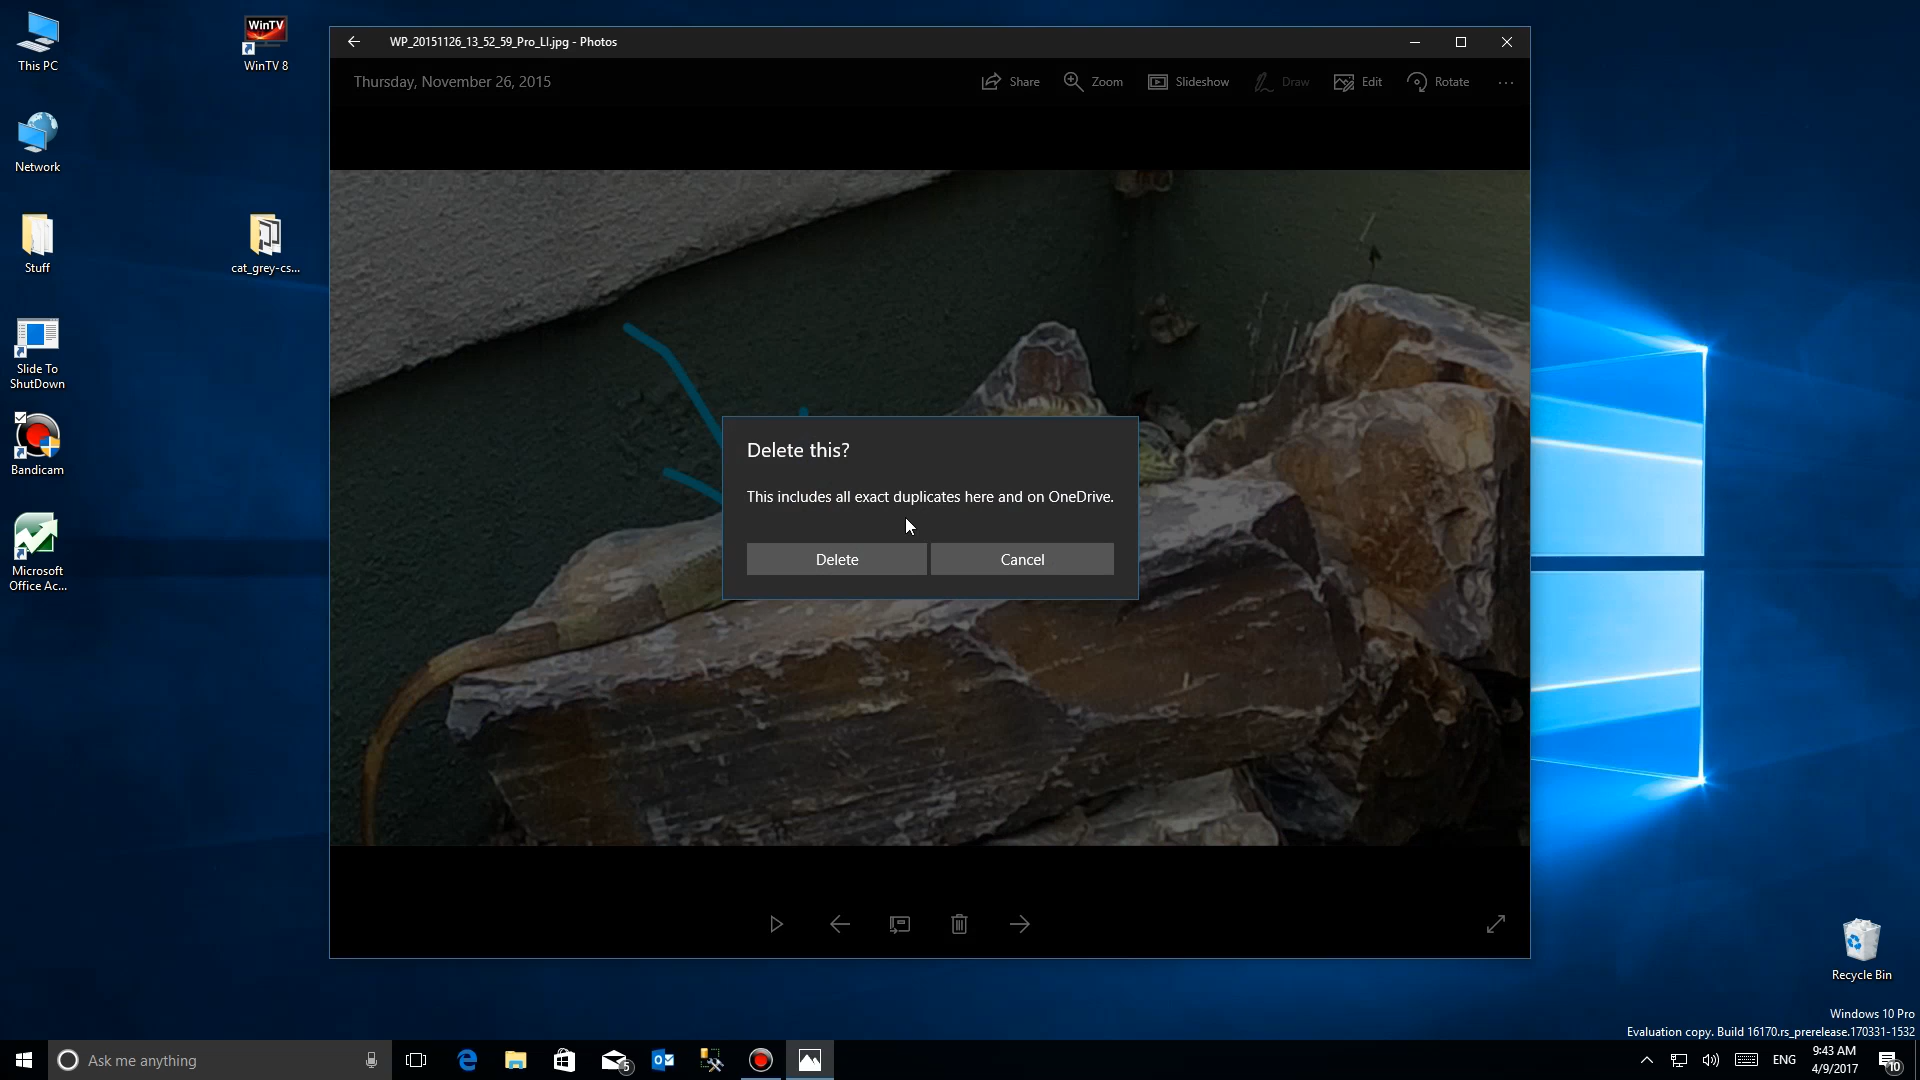 This PC
WinTV
WinTV 8
Network
Stuff
cat_grey-cs...
Slide To
ShutDown
Bandicam
Microsoft
Office Ac...
WP_20151126_13_52_59_Pro_LI.jpg - Photos
Thursday, November 26, 2015
Share
Zoom
Slideshow
Draw
Edit
Rotate
Delete this?
This includes all exact duplicates here and on OneDrive.
Delete
Cancel
Recycle Bin
Windows 10 Pro
Evaluation copy. Build 16170.rs_prerelease.170331-1532
Ask me anything
5
ENG
9:43 AM
4/9/2017
10